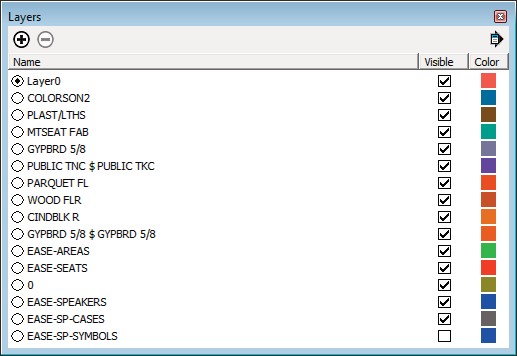 Layers
Name Visible Color
Layer0
COLORSON2
PLAST/LTHS
MTSEAT FAB
GYPBRD 5/8
PUBLIC TNC $ PUBLIC TKC
PARQUET FL
WOOD FLR
CINDBLK R
GYPBRD 5/8 $ GYPBRD 5/8
EASE-AREAS
EASE-SEATS
0
EASE-SPEAKERS
EASE-SP-CASES
EASE-SP-SYMBOLS